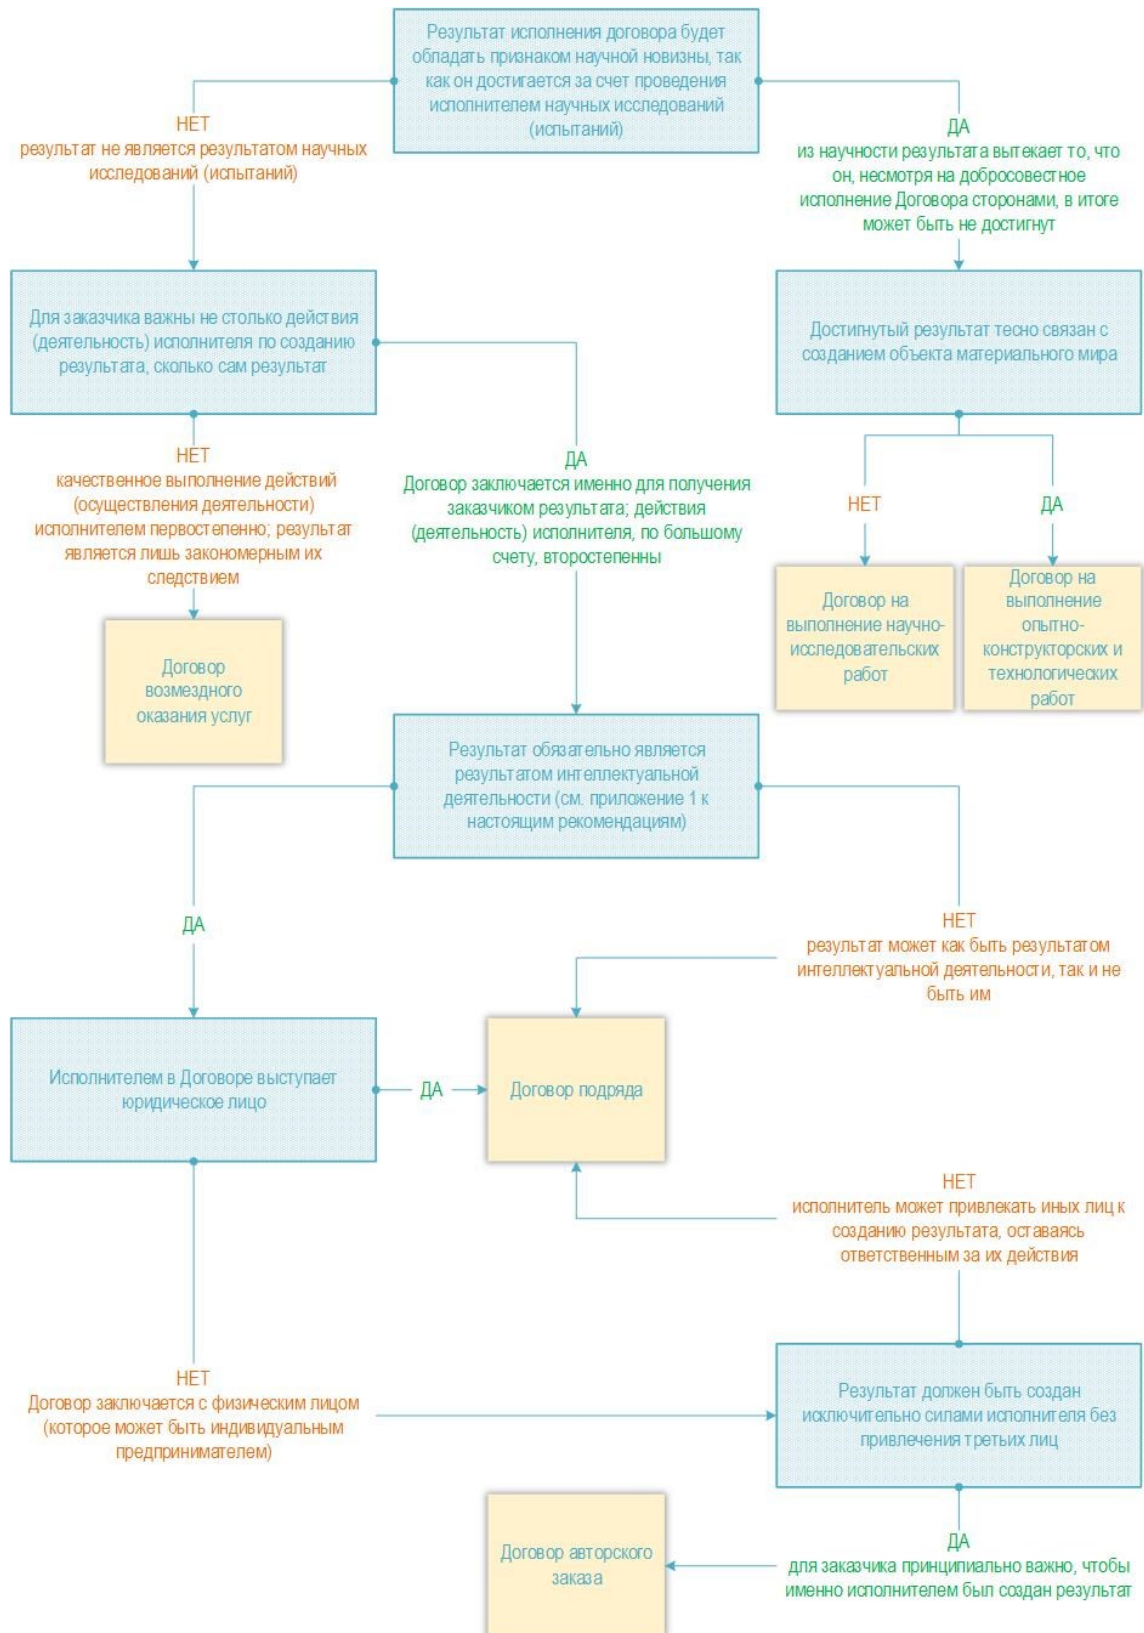 Результат исполнения договора будет
обладать признаком научной новизны, так
как он достигается за счет проведения
исполнителем научных исследований
(испытаний)
НЕТ
результат не является результатом научных
исследований (испытаний)
ДА
из научности результата вытекает то, что
он, несмотря на добросовестное
исполнение Договора сторонами, в итоге
может быть не достигнут
Для заказчика важны не столько действия
(деятельность) исполнителя по созданию
результата, сколько сам результат
Достигнутый результат тесно связан с
созданием объекта материального мира
НЕТ
качественное выполнение действий
(осуществления деятельности)
исполнителем первостепенно; результат
является лишь закономерным их
следствием
ДА
Договор заключается именно для получения
заказчиком результата; действия
(деятельность) исполнителя, по большому
счету, второстепенны
НЕТ
ДА
Договор на
выполнение научно-
исследовательских
работ
Договор на
выполнение
опытно-
конструкторских и
технологических
работ
Договор
возмездного
оказания услуг
Результат обязательно является
результатом интеллектуальной
деятельности (см. приложение 1 к
настоящим рекомендациям)
ДА
НЕТ
результат может как быть результатом
интеллектуальной деятельности, так и не
быть им
Исполнителем в Договоре выступает
юридическое лицо
ДА
Договор подряда
НЕТ
исполнитель может привлекать иных лиц к
созданию результата, оставаясь
ответственным за их действия
НЕТ
Договор заключается с физическим лицом
(которое может быть индивидуальным
предпринимателем)
Результат должен быть создан
исключительно силами исполнителя без
привлечения третьих лиц
Договор авторского
заказа
ДА
для заказчика принципиально важно, чтобы
именно исполнителем был создан результат